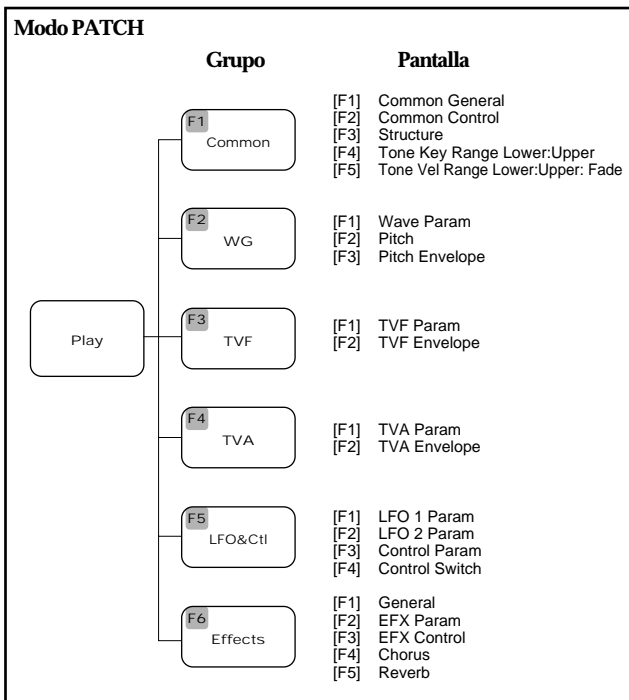 Modo PATCH
Grupo Pantalla
Play
F1
Common
[F1] Common General
[F2] Common Control
[F3] Structure
[F4] Tone Key Range Lower:Upper
[F5] Tone Vel Range Lower:Upper: Fade
F2
WG
[F1] Wave Param
[F2] Pitch
[F3] Pitch Envelope
F3
TVF
[F1] TVF Param
[F2] TVF Envelope
F4
TVA
[F1] TVA Param
[F2] TVA Envelope
F5
LFO&Ctl
[F1] LFO 1 Param
[F2] LFO 2 Param
[F3] Control Param
[F4] Control Switch
F6
Effects
[F1] General
[F2] EFX Param
[F3] EFX Control
[F4] Chorus
[F5] Reverb